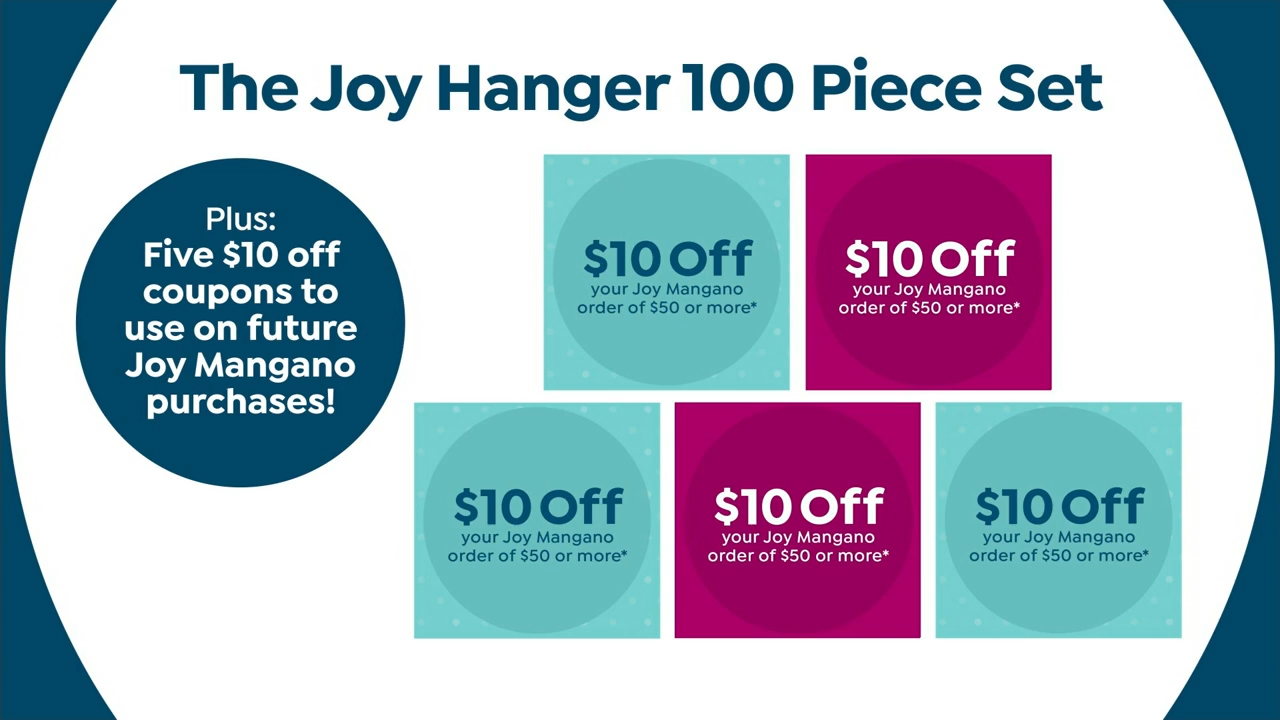 The Joy Hanger 100 Piece Set
Plus:
Five $10 off
coupons to
use on future
Joy Mangano
purchases!
$10 Off
your Joy Mangano
order of $50 or more*
$10 Off
your Joy Mangano
order of $50 or more*
$10 Off
your Joy Mangano
order of $50 or more*
$10 Off
your Joy Mangano
order of $50 or more*
$10 Off
your Joy Mangano
order of $50 or more*